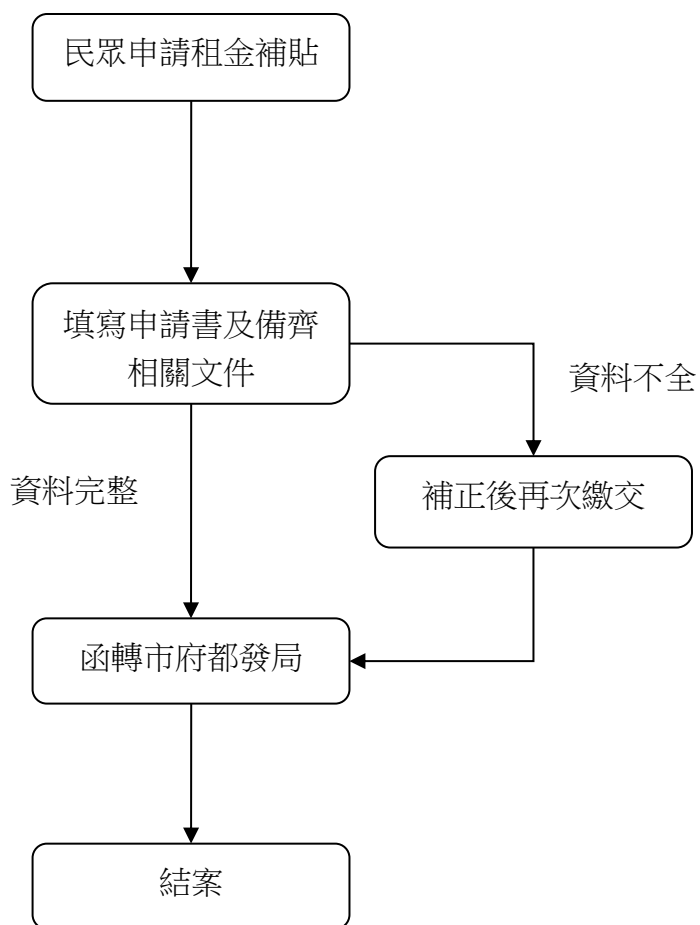 民眾申請租金補貼
填寫申請書及備齊
相關文件
資料不全
資料完整
補正後再次繳交
函轉市府都發局
結案